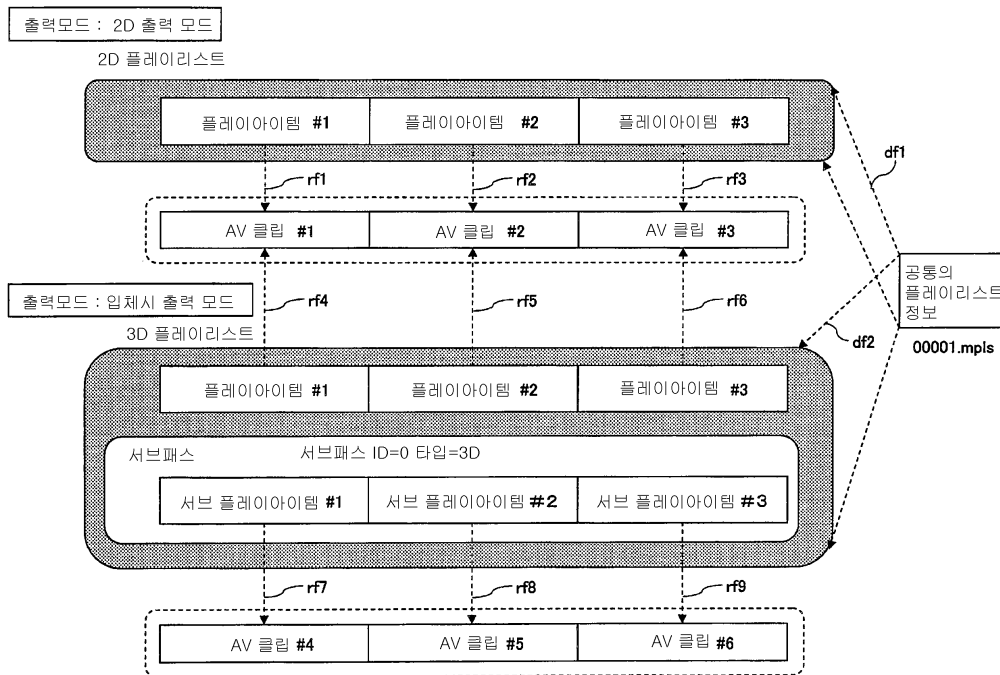 출력모드 : 2D 출력 모드
2D 플레이리스트
플레이아이템 #1
플레이아이템 #2
플레이아이템 #3
rf1
rf2
rf3
df1
AV 클립 #1
AV 클립 #2
AV 클립 #3
공통의
플레이리스트
정보
00001.mpls
출력모드 : 입체시 출력 모드
rf4
rf5
rf6
3D 플레이리스트
df2
플레이아이템 #1
플레이아이템 #2
플레이아이템 #3
서브패스
서브패스 ID=0 타입=3D
서브 플레이아이템 #1
서브 플레이아이템 #2
서브 플레이아이템 #3
rf7
rf8
rf9
AV 클립 #4
AV 클립 #5
AV 클립 #6